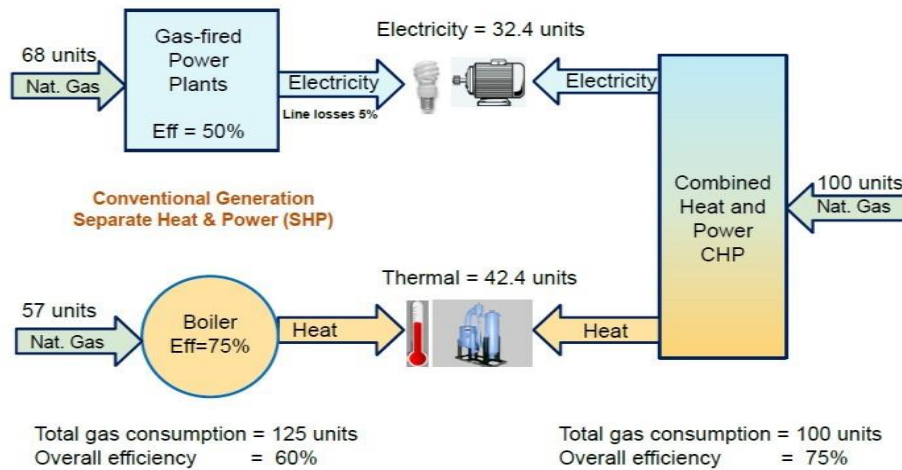 68 units
Nat. Gas
Gas-fired
Power
Plants
Eff = 50%
Electricity
Line losses 5%
Electricity = 32.4 units
Electricity
Combined
Heat and
Power
CHP
100 units
Nat. Gas
Conventional Generation
Separate Heat & Power (SHP)
57 units
Nat. Gas
Boiler
Eff=75%
Heat
Thermal = 42.4 units
Heat
Total gas consumption = 125 units
Overall efficiency = 60%
Total gas consumption = 100 units
Overall efficiency = 75%